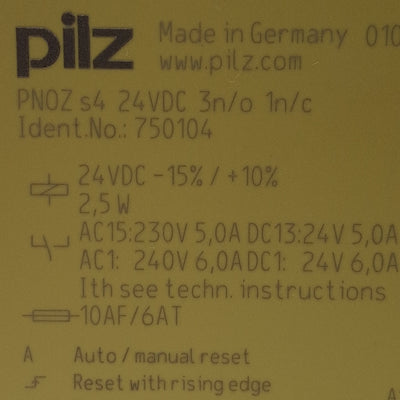 pilz Made in Germany 010
www.pilz.com
PNOZ s4 24VDC 3n/o 1n/c
Ident.No.: 750104
24VDC -15% / +10%
2,5 W
AC15:230V 5,0A DC13:24V 5,0A
AC1: 240V 6,0A DC1: 24V 6,0A
Ith see techn. instructions
10AF/6AT
A Auto / manual reset
Reset with rising edge